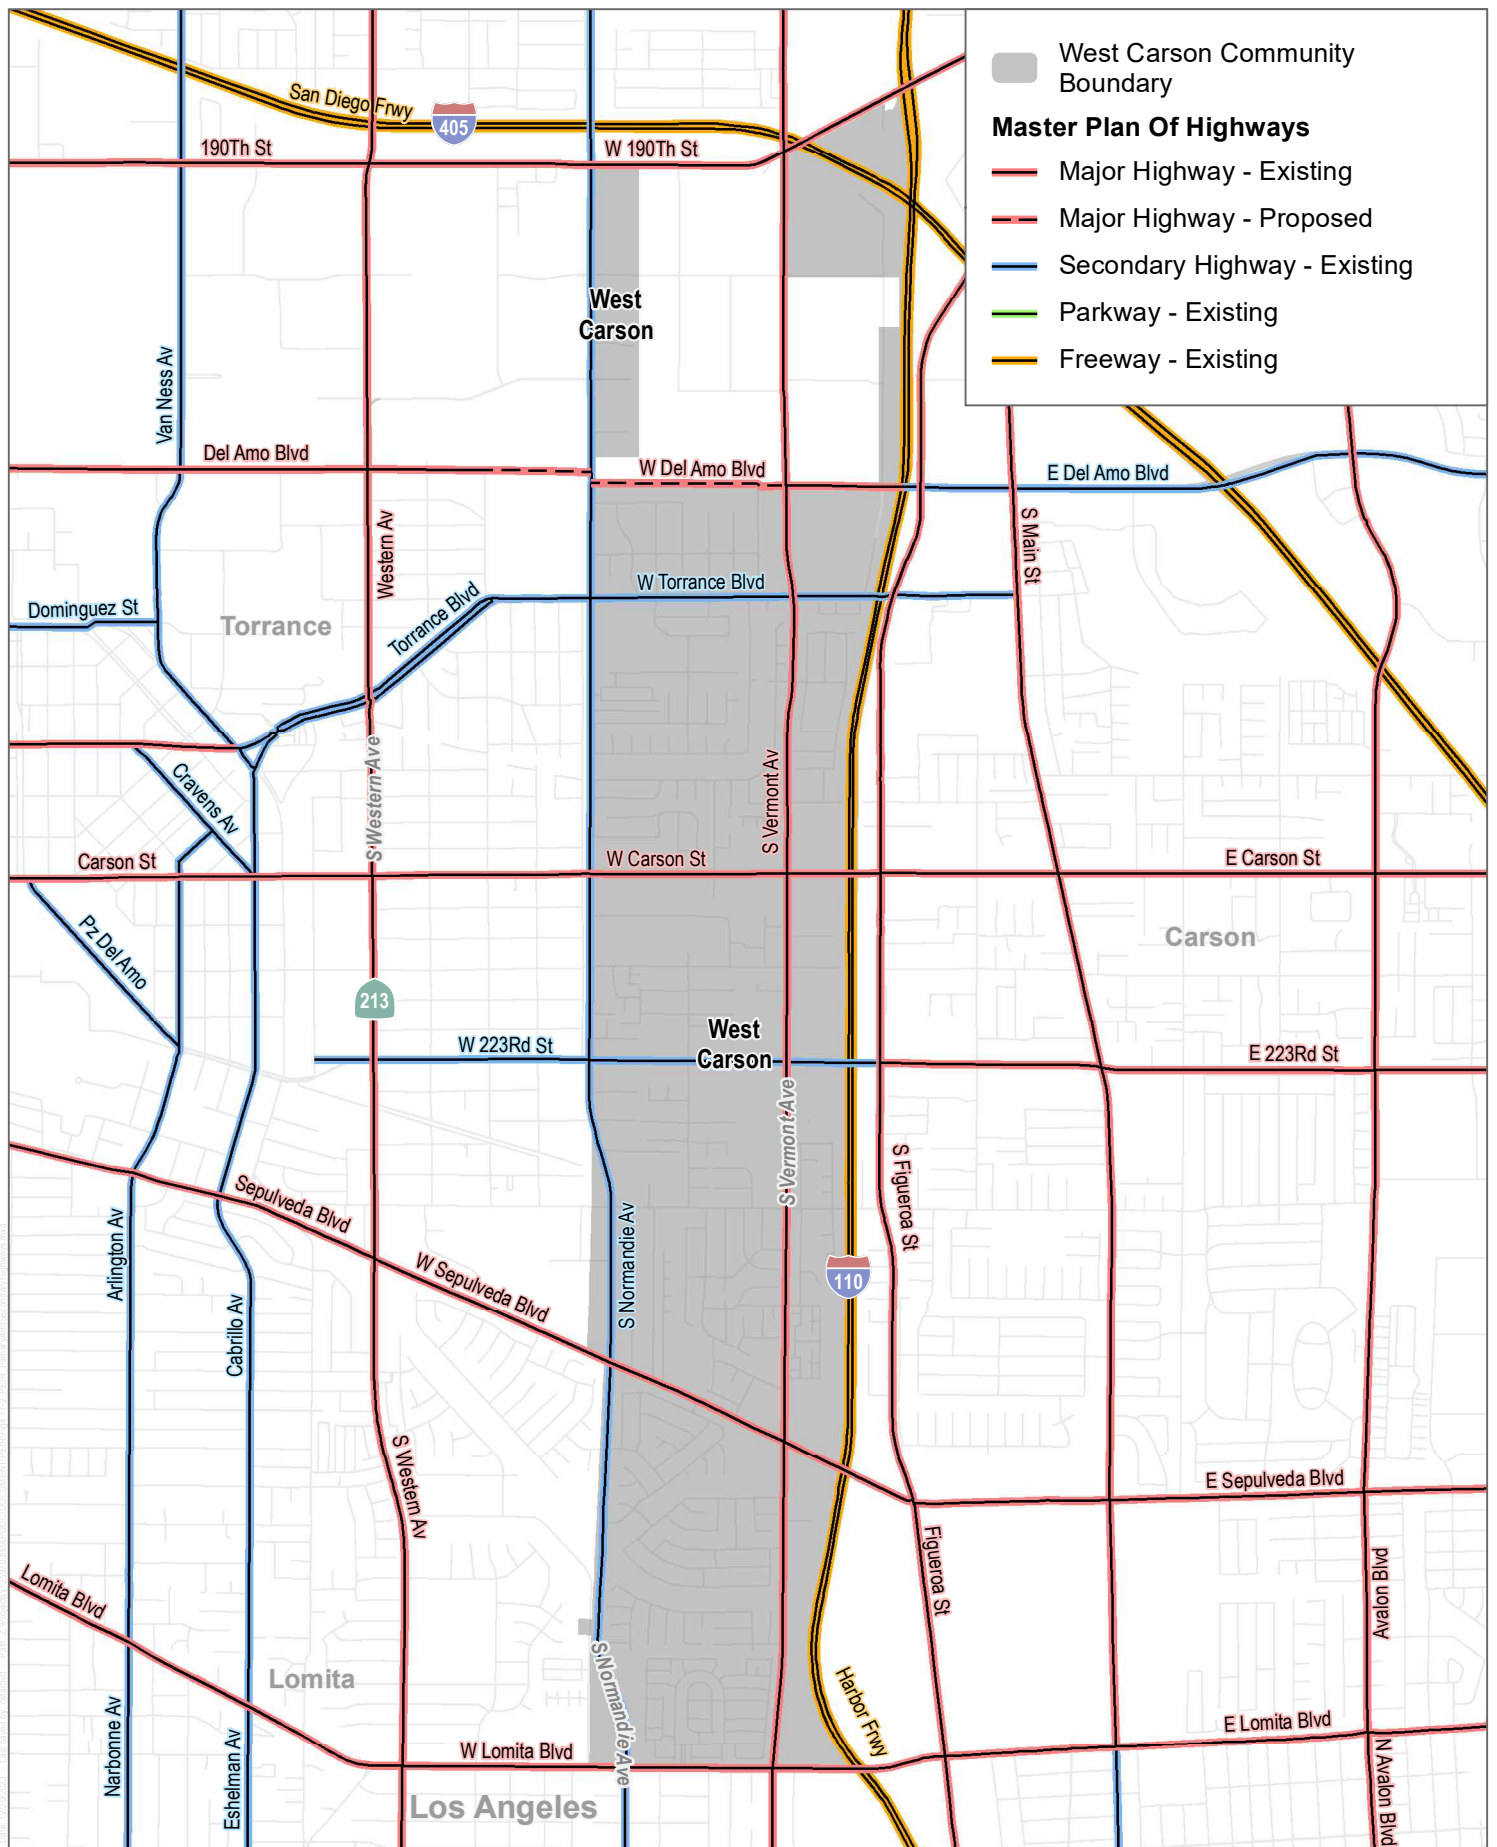 West Carson Community
Boundary
Master Plan Of Highways
Major Highway - Existing
Major Highway - Proposed
Secondary Highway - Existing
Parkway - Existing
Freeway - Existing
San Diego Frwy
405
190Th St
W 190Th St
West
Carson
Van Ness Av
Del Amo Blvd
W Del Amo Blvd
E Del Amo Blvd
Western Av
S Main St
W Torrance Blvd
Dominguez St
Torrance
Torrance Blvd
S Western Ave
S Vermont Av
Cravens Av
Carson St
W Carson St
E Carson St
Pz Del Amo
Carson
213
West
Carson
W 223Rd St
E 223Rd St
S Vermont Ave
S Figueroa St
Sepulveda Blvd
Arlington Av
S Normandie Av
W Sepulveda Blvd
110
Cabrillo Av
S Western Av
E Sepulveda Blvd
Figueroa St
Avalon Blvd
Lomita Blvd
Lomita
S Normandie Ave
Harbor Frwy
Narbonne Av
Eshelman Av
W Lomita Blvd
E Lomita Blvd
N Avalon Blvd
Los Angeles